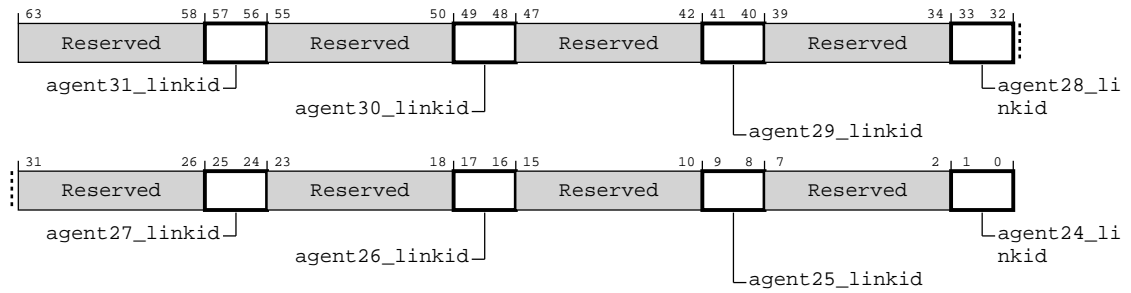 63 58 57 56 55 50 49 48 47 42 41 40 39 34 33 32
Reserved Reserved Reserved Reserved
agent31_linkid agent28_li
agent30_linkid nkid
agent29_linkid
31 26 25 24 23 18 17 16 15 10 9 8 7 2 1 0
Reserved Reserved Reserved Reserved
agent27_linkid agent24_li
agent26_linkid nkid
agent25_linkid